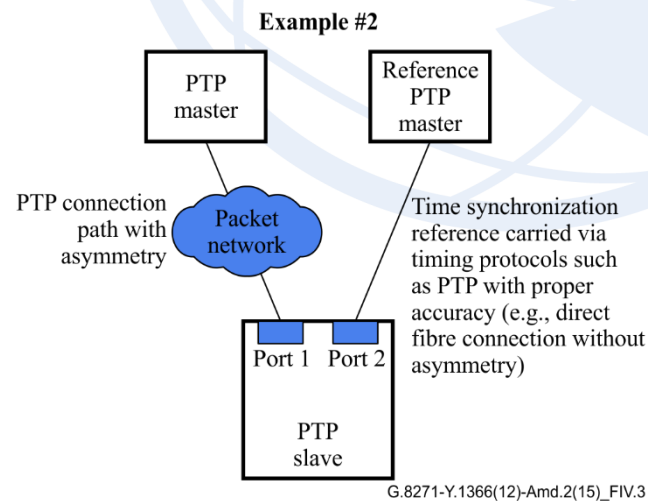 Example #2
PTP
master
Reference
PTP
master
PTP connection
path with
asymmetry
Packet
network
Time synchronization
reference carried via
timing protocols such
as PTP with proper
accuracy (e.g., direct
fibre connection without
asymmetry)
Port 1
Port 2
PTP
slave
G.8271-Y.1366(12)-Amd.2(15)_FIV.3